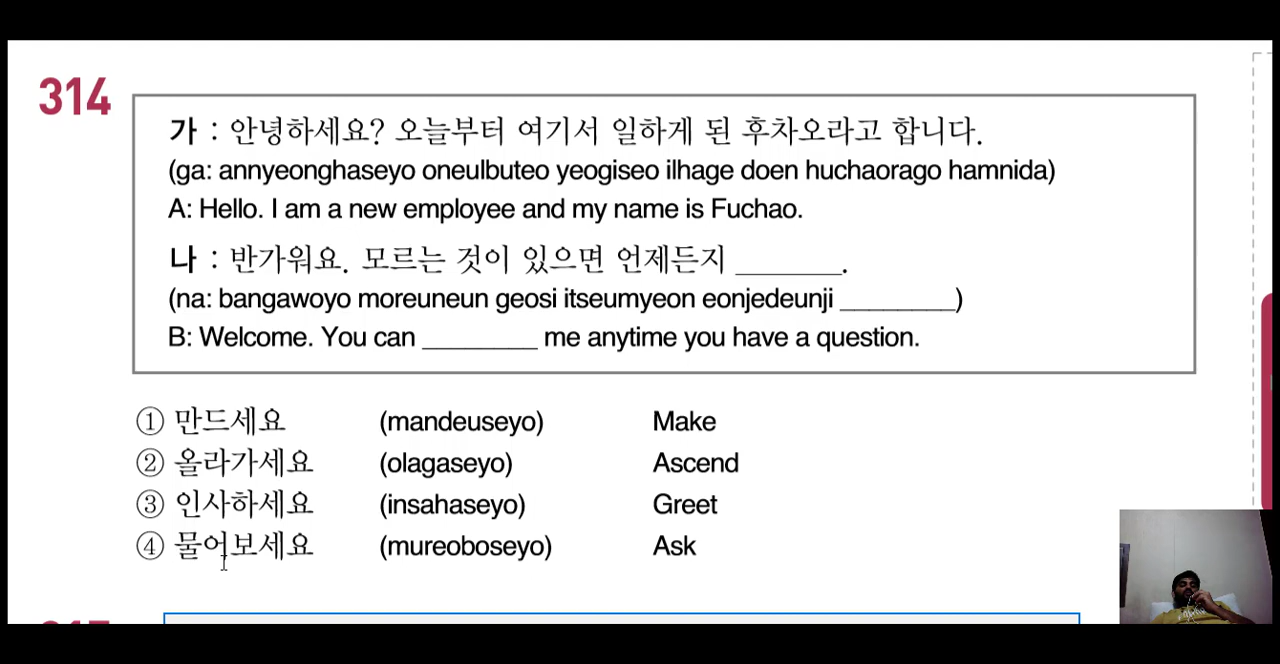 314
가 : 안녕하세요? 오늘부터 여기서 일하게 된 후차오라고 합니다.
(ga: annyeonghaseyo oneulbuteo yeogiseo ilhage doen huchaorago hamnida)
A: Hello. I am a new employee and my name is Fuchao.
나 : 반가워요. 모르는 것이 있으면 언제든지 _______.
(na: bangawoyo moreuneun geosi itseumyeon eonjedeunji ________)
B: Welcome. You can ________ me anytime you have a question.
① 만드세요 (mandeuseyo) Make
② 올라가세요 (olagaseyo) Ascend
③ 인사하세요 (insahaseyo) Greet
④ 물어보세요 (mureoboseyo) Ask